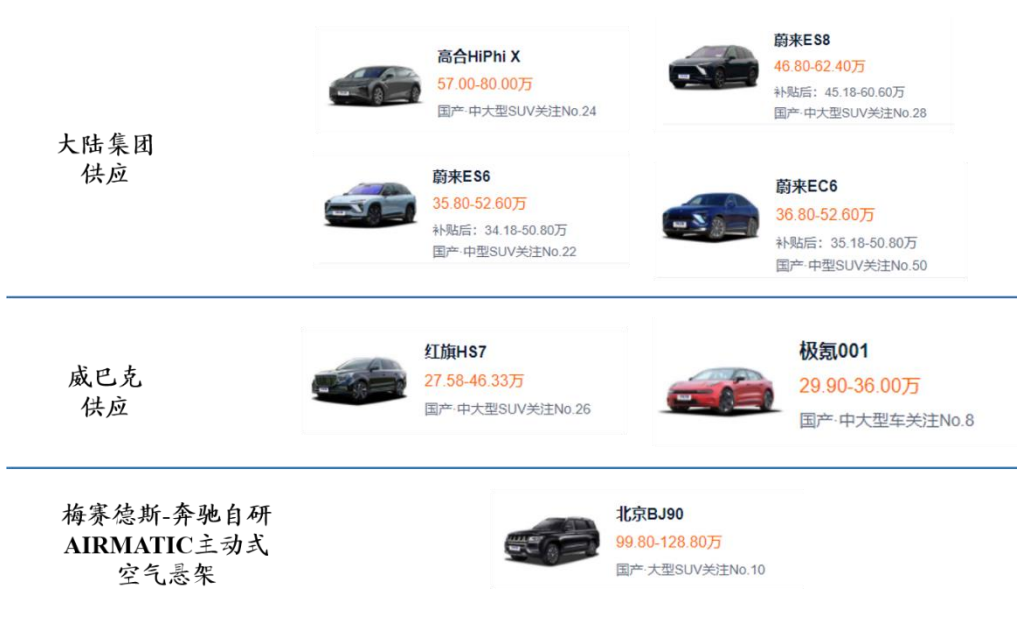 大陆集团
供应
高合HiPhi X
57.00-80.00万
国产·中大型SUV关注No.24
蔚来ES8
46.80-62.40万
补贴后：45.18-60.60万
国产·中大型SUV关注No.28
蔚来ES6
35.80-52.60万
补贴后：34.18-50.80万
国产·中型SUV关注No.22
蔚来EC6
36.80-52.60万
补贴后：35.18-50.80万
国产·中型SUV关注No.50
威巴克
供应
红旗HS7
27.58-46.33万
国产·中大型SUV关注No.26
极氪001
29.90-36.00万
国产·中大型车关注No.8
梅赛德斯-奔驰自研
AIRMATIC主动式
空气悬架
北京BJ90
99.80-128.80万
国产·大型SUV关注No.10